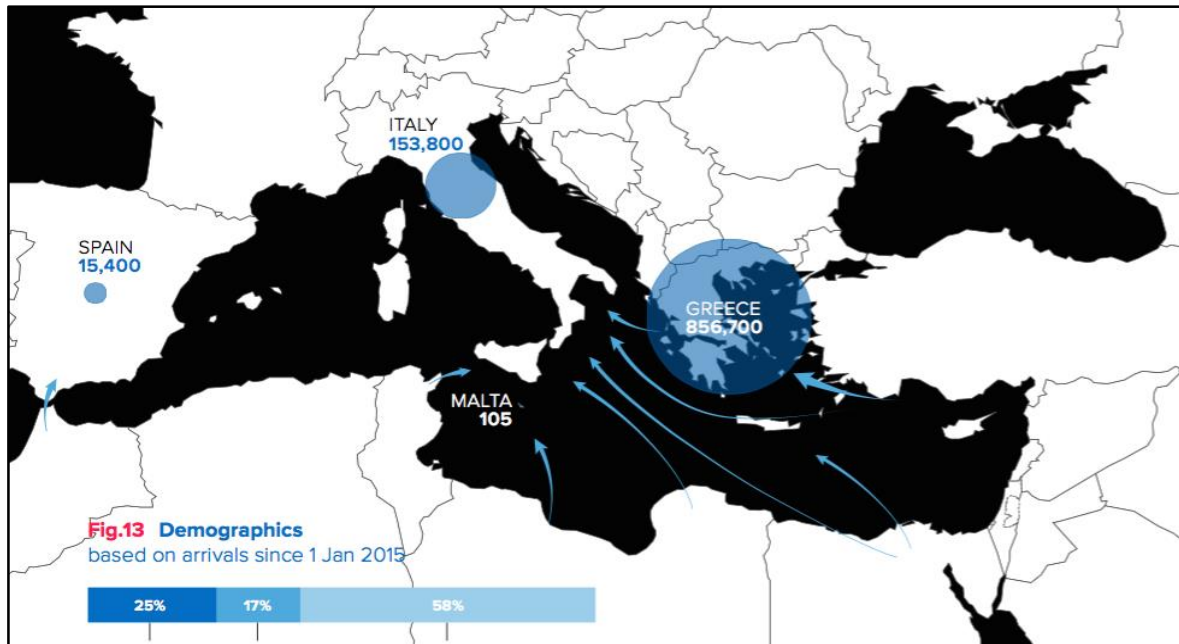 ITALY
153,800
SPAIN
15,400
GREECE
856,700
MALTA
105
Fig.13 Demographics
based on arrivals since 1 Jan 2015
25% 17% 58%